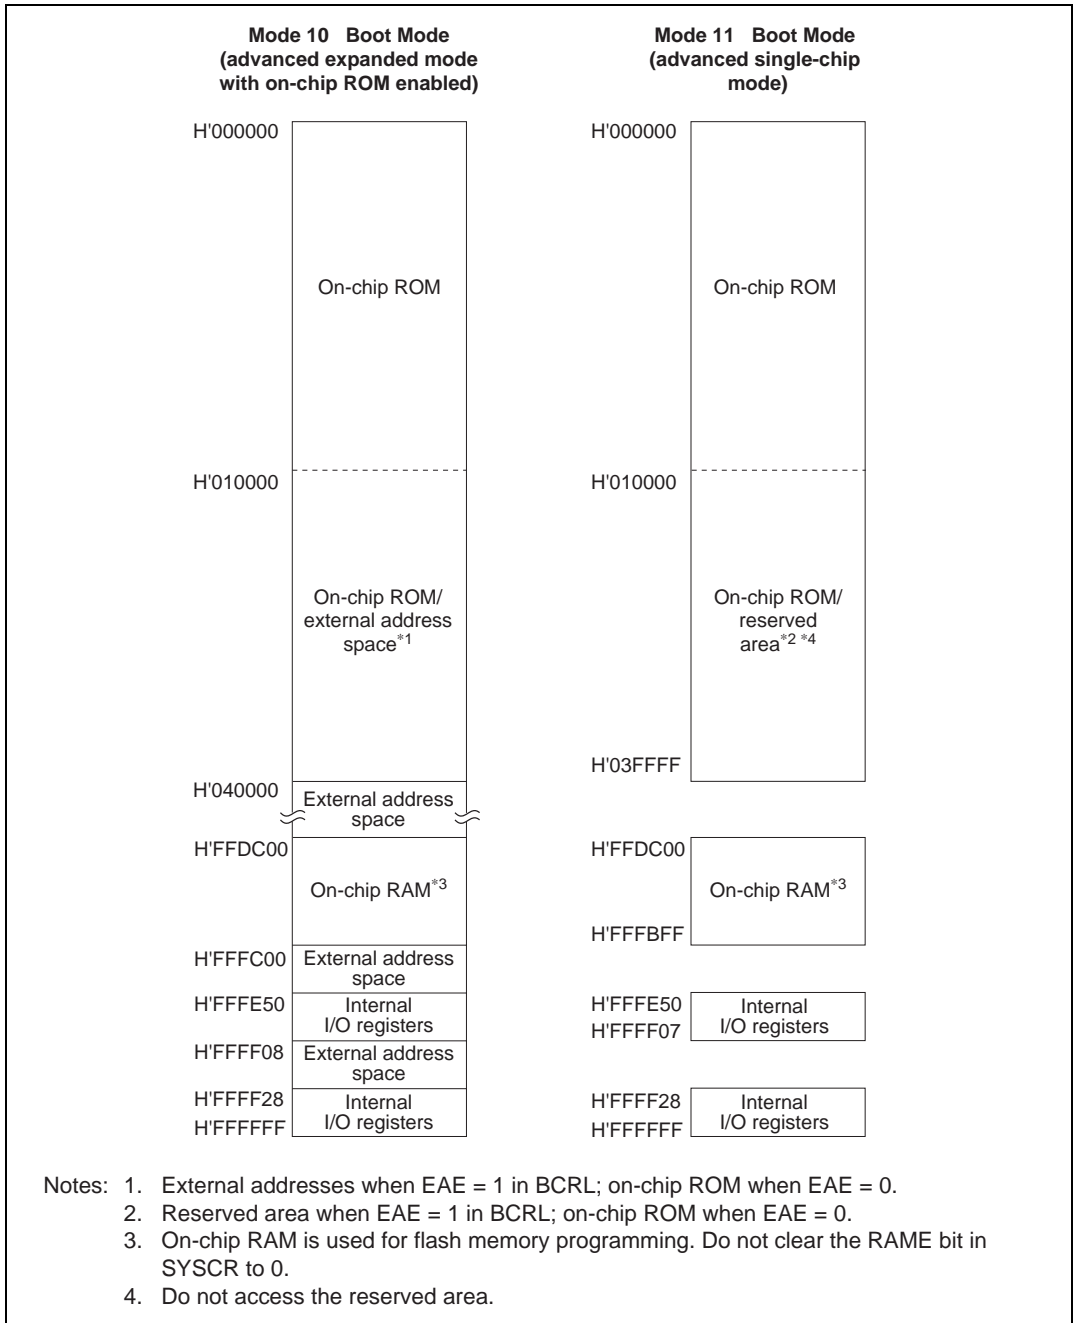 Mode 10 Boot Mode
(advanced expanded mode
with on-chip ROM enabled)
H'000000
On-chip ROM
H'010000
On-chip ROM/
external address
space*1
H'040000
External address
space
H'FFDC00
On-chip RAM*3
H'FFFC00
External address
space
H'FFFE50
Internal
I/O registers
H'FFFF08
External address
space
H'FFFF28
Internal
I/O registers
H'FFFFFF
Mode 11 Boot Mode
(advanced single-chip
mode)
H'000000
On-chip ROM
H'010000
On-chip ROM/
reserved
area*2 *4
H'03FFFF
H'FFDC00
On-chip RAM*3
H'FFFBFF
H'FFFE50
Internal
I/O registers
H'FFFF07
H'FFFF28
Internal
I/O registers
H'FFFFFF
Notes: 1. External addresses when EAE = 1 in BCRL; on-chip ROM when EAE = 0.
2. Reserved area when EAE = 1 in BCRL; on-chip ROM when EAE = 0.
3. On-chip RAM is used for flash memory programming. Do not clear the RAME bit in
SYSCR to 0.
4. Do not access the reserved area.